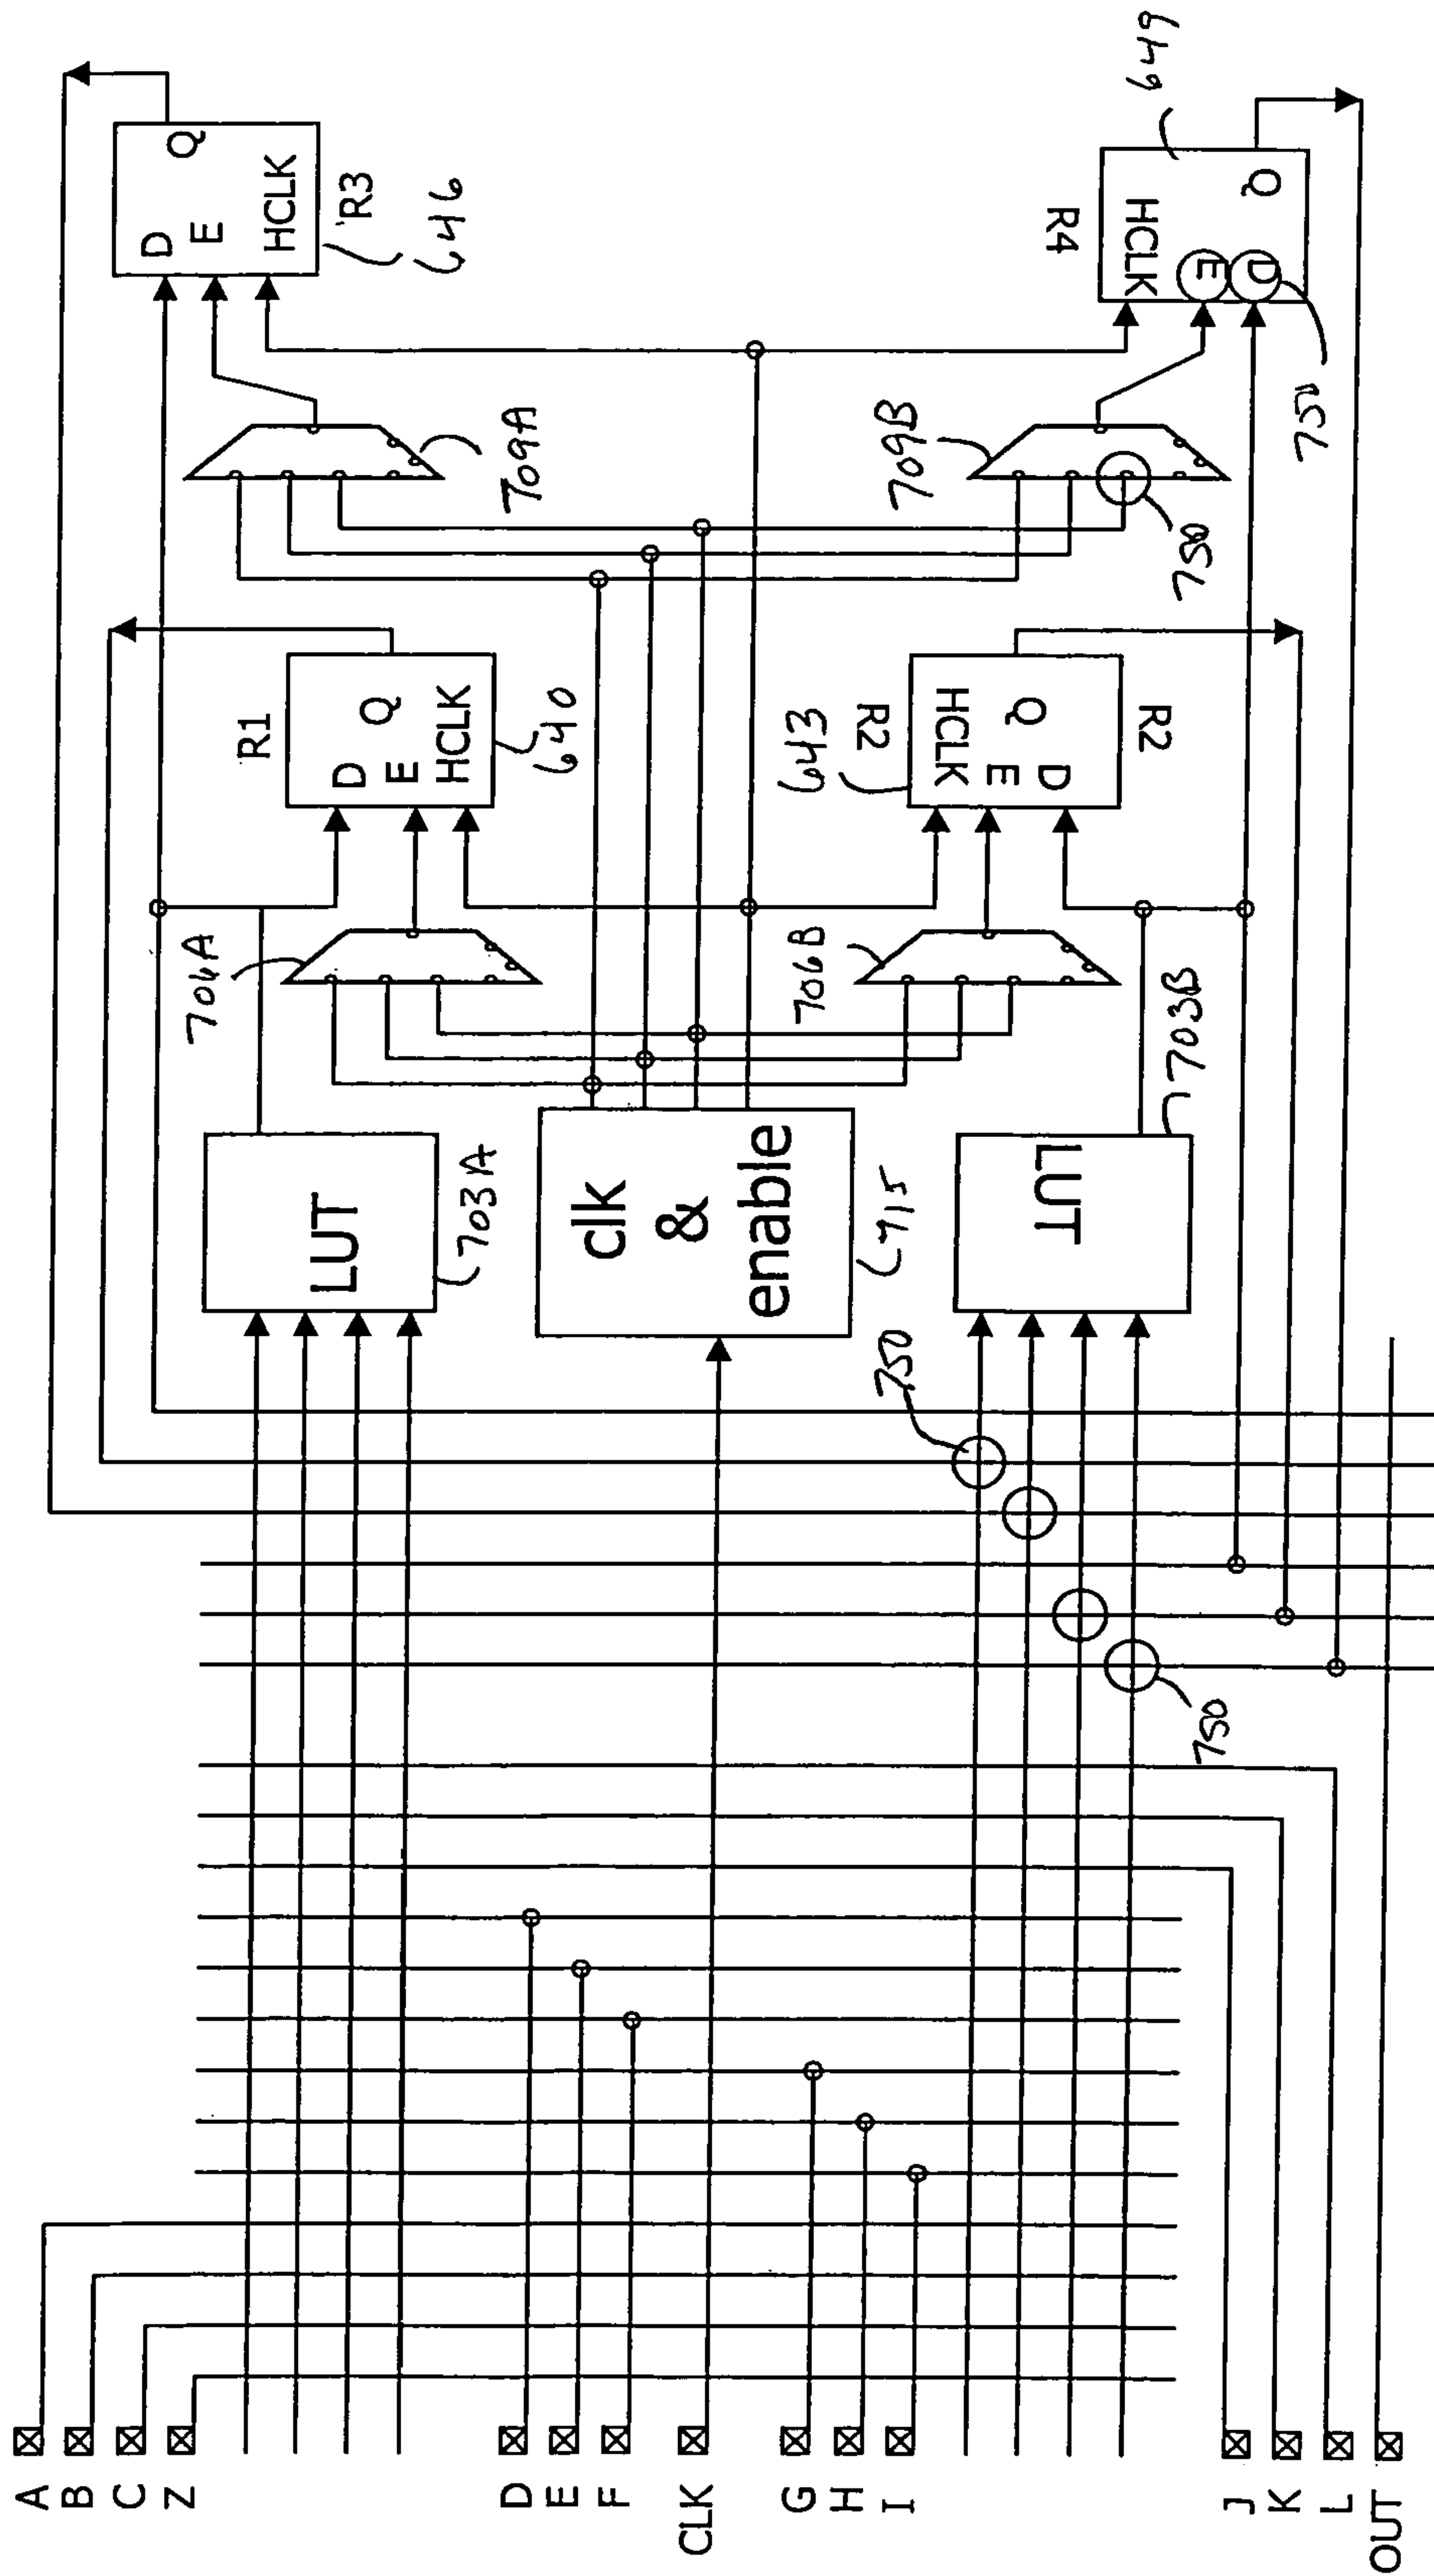 A
B
C
Z
D
E
F
CLK
G
H
I
J
K
L
OUT
LUT
703A
clk
&
enable
715
LUT
703B
750
750
706A
706B
R1
D
E
HCLK
Q
640
643
R2
HCLK
E
D
Q
R2
709A
709B
750
D
E
HCLK
Q
R3
646
R4
HCLK
E
D
Q
649
751